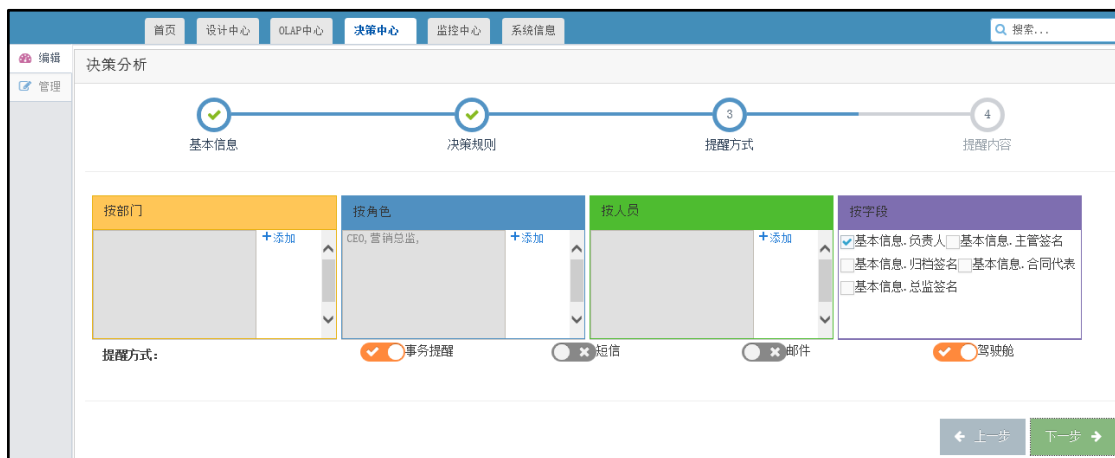 首页 设计中心 OLAP中心 决策中心 监控中心 系统信息 搜索...
编辑
管理
决策分析
3 4
基本信息 决策规则 提醒方式 提醒内容
按部门 按角色 按人员 按字段
+添加 CEO,营销总监, +添加 +添加 基本信息.负责人 基本信息.主管签名
基本信息.归档签名 基本信息.合同代表
基本信息.总监签名
提醒方式: 事务提醒 短信 邮件 驾驶舱
上一步 下一步